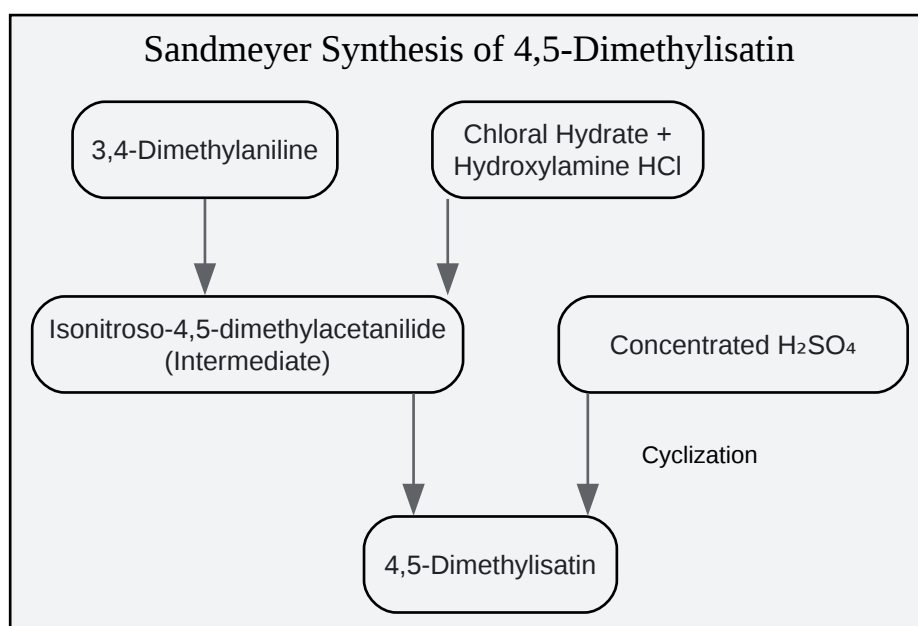 Sandmeyer Synthesis of 4,5-Dimethylisatin
3,4-Dimethylaniline
Chloral Hydrate +
Hydroxylamine HCl
Isonitroso-4,5-dimethylacetanilide
(Intermediate)
Concentrated H₂SO₄
Cyclization
4,5-Dimethylisatin